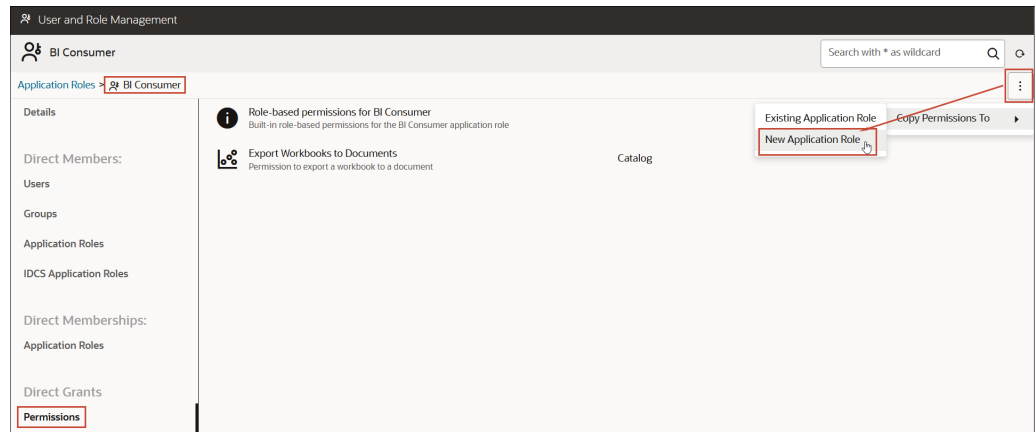 User and Role Management
BI Consumer
Search with * as wildcard
Application Roles > BI Consumer
Details
Role-based permissions for BI Consumer
Built-in role-based permissions for the BI Consumer application role
Existing Application Role
Copy Permissions To
New Application Role
Direct Members:
Export Workbooks to Documents
Permission to export a workbook to a document
Catalog
Users
Groups
Application Roles
IDCS Application Roles
Direct Memberships:
Application Roles
Direct Grants
Permissions